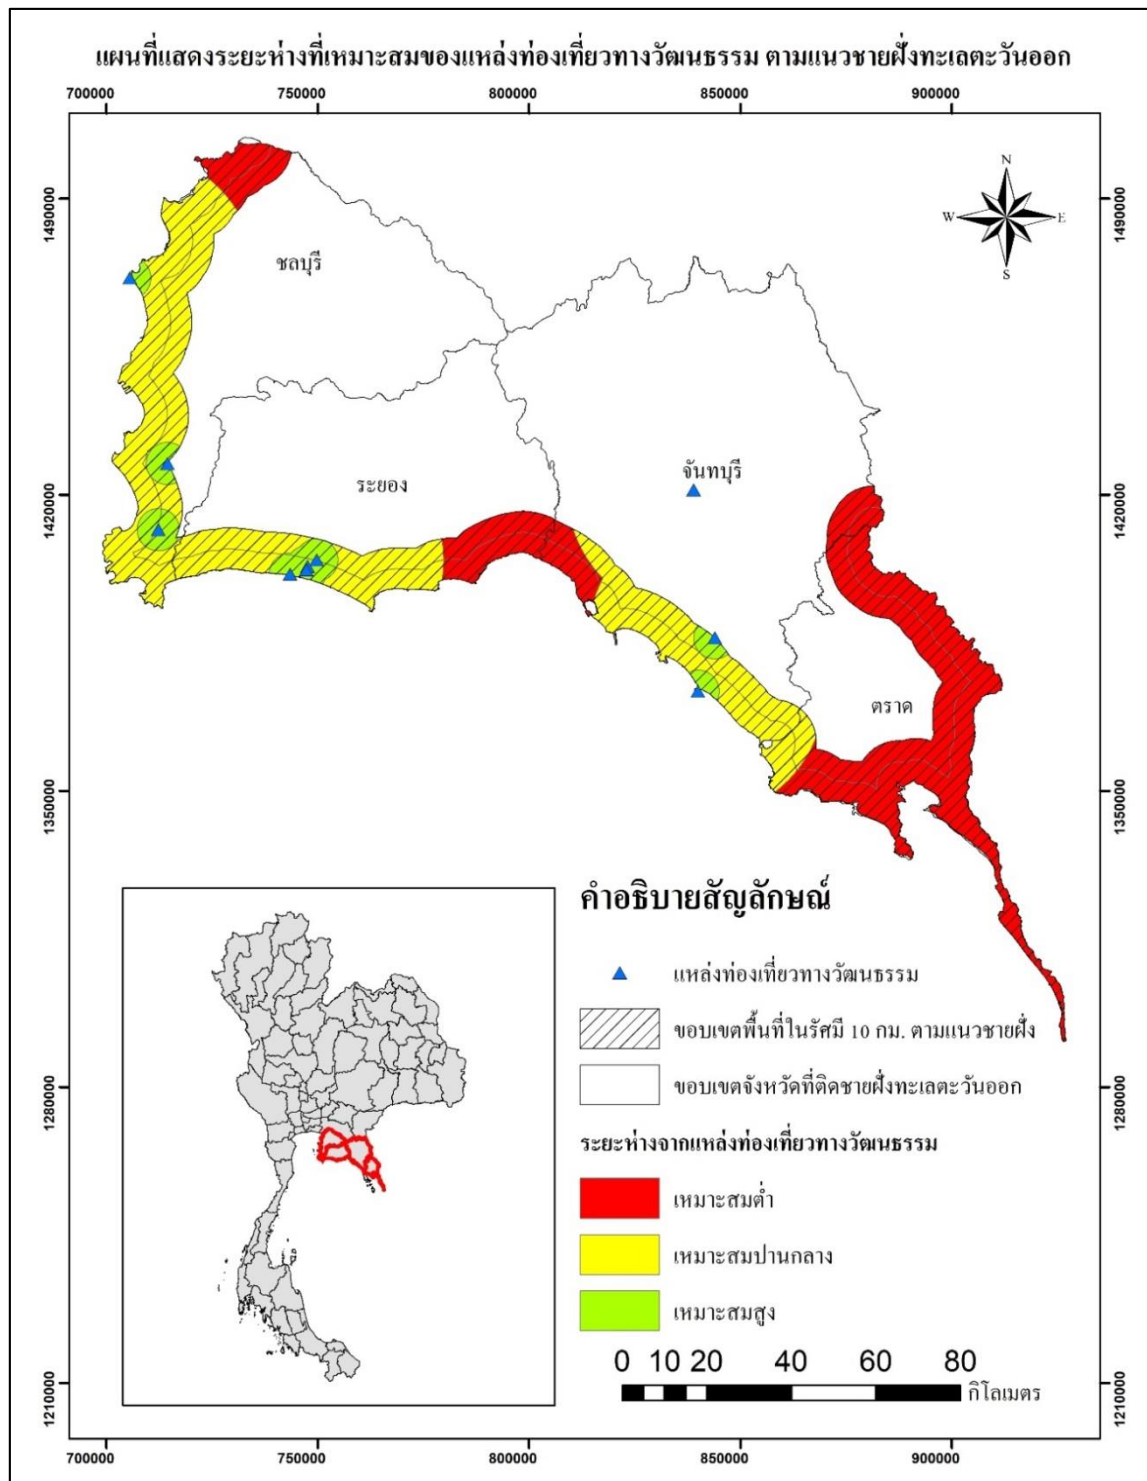 แผนที่แสดงระยะห่างที่เหมาะสมของแหล่งท่องเที่ยวทางวัฒนธรรม ตามแนวชายฝั่งทะเลตะวันออก
700000 750000 800000 850000 900000
N
W E
S
1490000 1490000
ชลบุรี
จันทบุรี
ระยอง
1420000 1420000
ตราด
1350000 1350000
คำอธิบายสัญลักษณ์
แหล่งท่องเที่ยวทางวัฒนธรรม
ขอบเขตพื้นที่ในรัศมี 10 กม. ตามแนวชายฝั่ง
ขอบเขตจังหวัดที่ติดชายฝั่งทะเลตะวันออก
1280000 1280000
ระยะห่างจากแหล่งท่องเที่ยวทางวัฒนธรรม
เหมาะสมต่ำ
เหมาะสมปานกลาง
เหมาะสมสูง
0 10 20 40 60 80
กิโลเมตร
1210000 1210000
700000 750000 800000 850000 900000